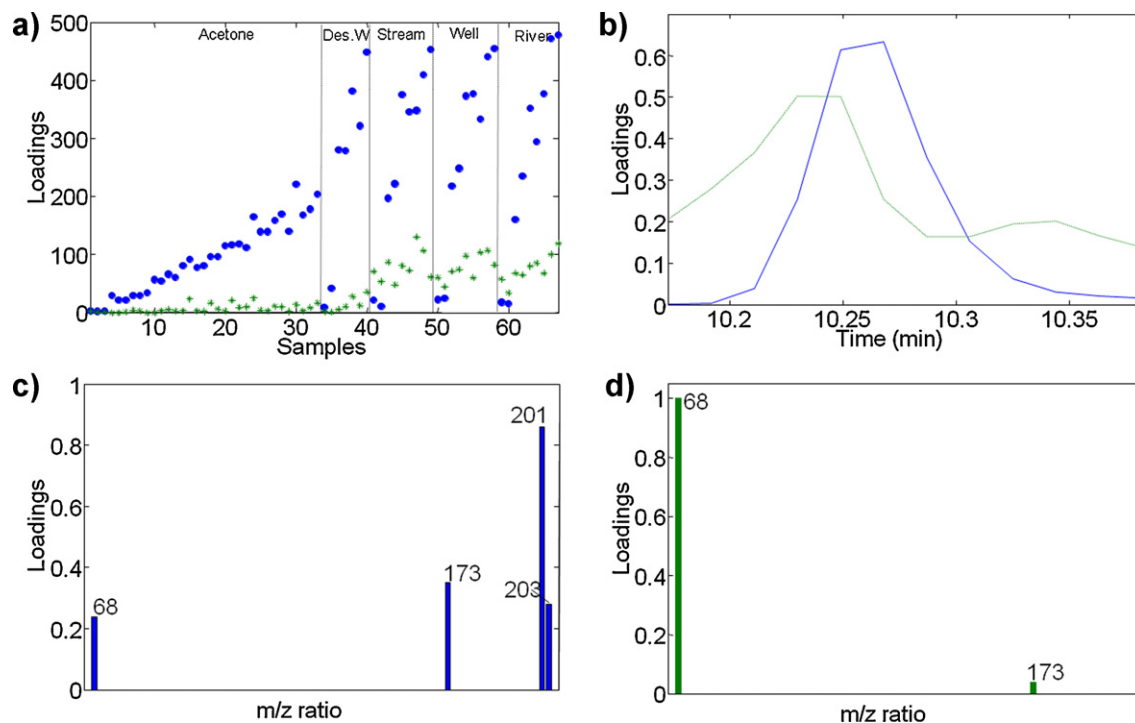 a)
500
400
300
200
100
0
Loadings
Acetone
Des.W
Stream
Well
River
10
20
30
40
50
60
Samples
b)
0.6
0.5
0.4
0.3
0.2
0.1
0
Loadings
10.2
10.25
10.3
10.35
Time (min)
c)
1
0.8
0.6
0.4
0.2
0
Loadings
68
173
201
203
m/z ratio
d)
1
0.8
0.6
0.4
0.2
0
Loadings
68
173
m/z ratio